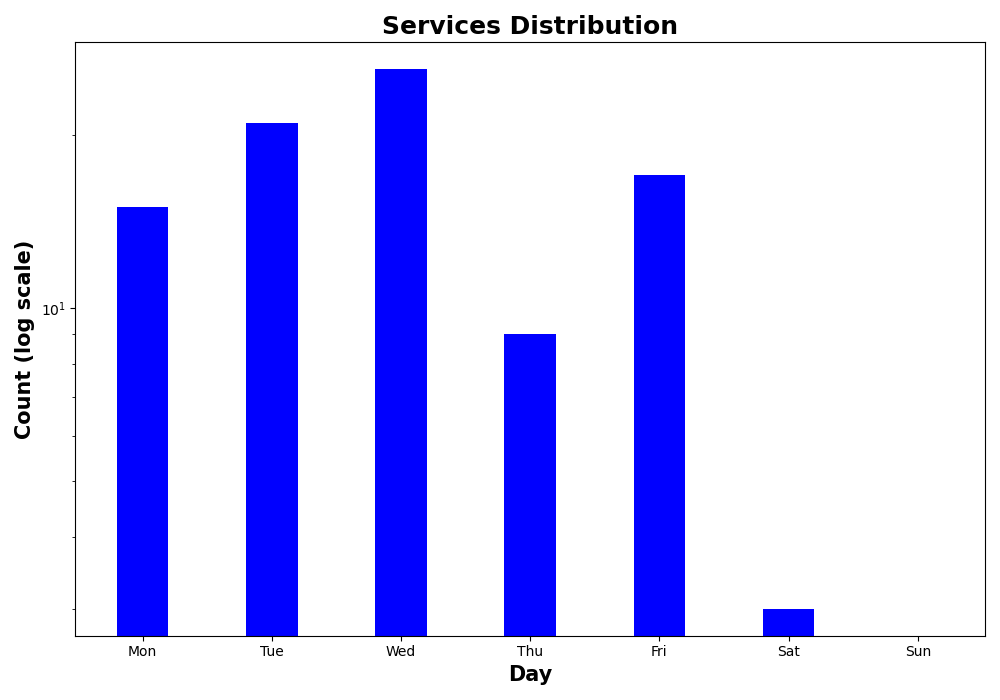 Services Distribution
Count (log scale)
10¹
Mon Tue Wed Thu Fri Sat Sun
Day